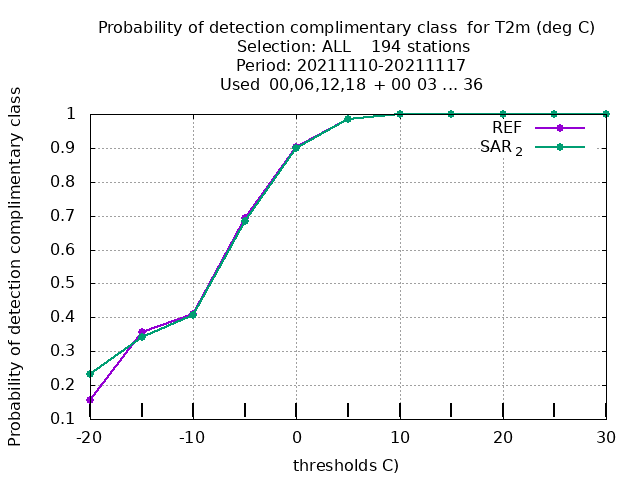 Probability of detection complimentary class  for T2m (deg C)
Selection: ALL    194 stations
Period: 20211110-20211117
Used  00,06,12,18  + 00 03 ... 36
Probability of detection complimentary class
1
0.9
0.8
0.7
0.6
0.5
0.4
0.3
0.2
0.1
REF
SAR 2
-20
-10
0
10
20
30
thresholds C)